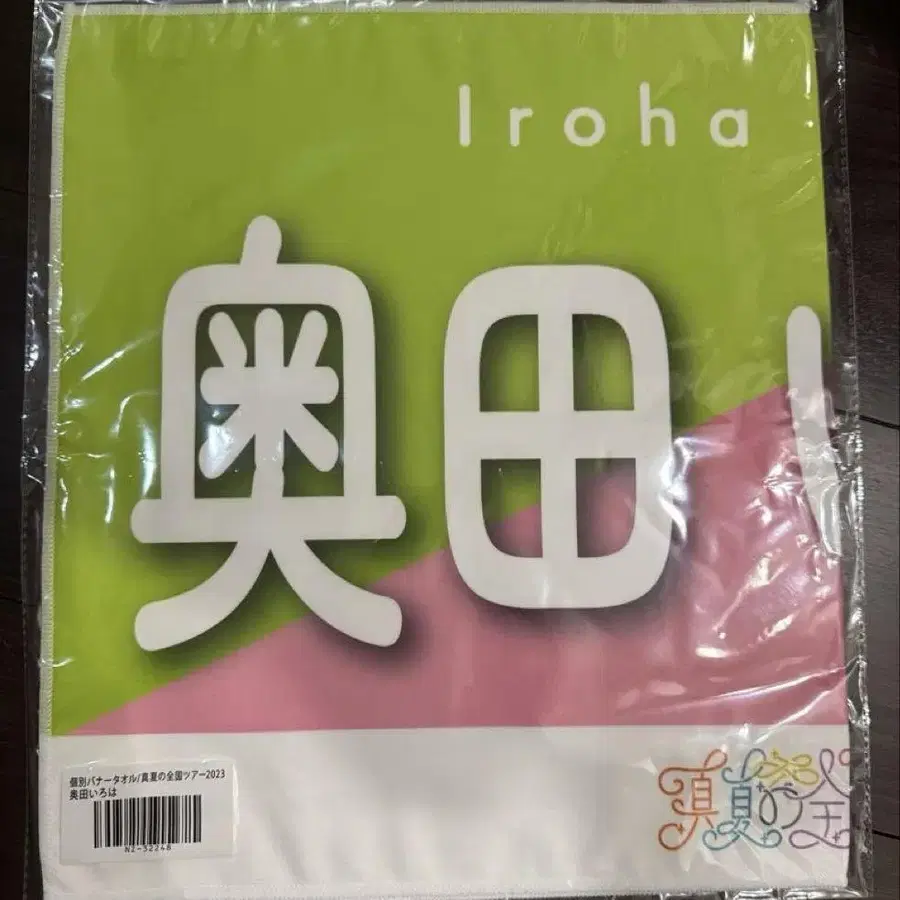 Iroha
奥田い
個別バナータオル/真夏の全国ツアー2023
奥田いろは
N2-52248
真夏の全